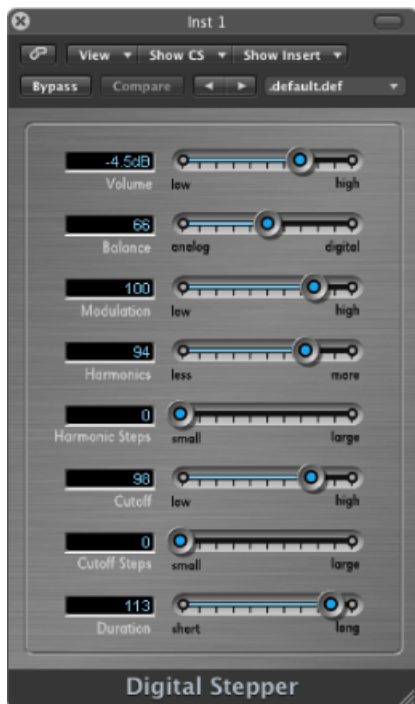 Inst 1
View Show CS Show Insert
Bypass Compare .default.def
-4.5dB
Volume low high
66
Balance analog digital
100
Modulation low high
94
Harmonics less more
0
Harmonic Steps small large
98
Cutoff low high
0
Cutoff Steps small large
113
Duration short long
Digital Stepper